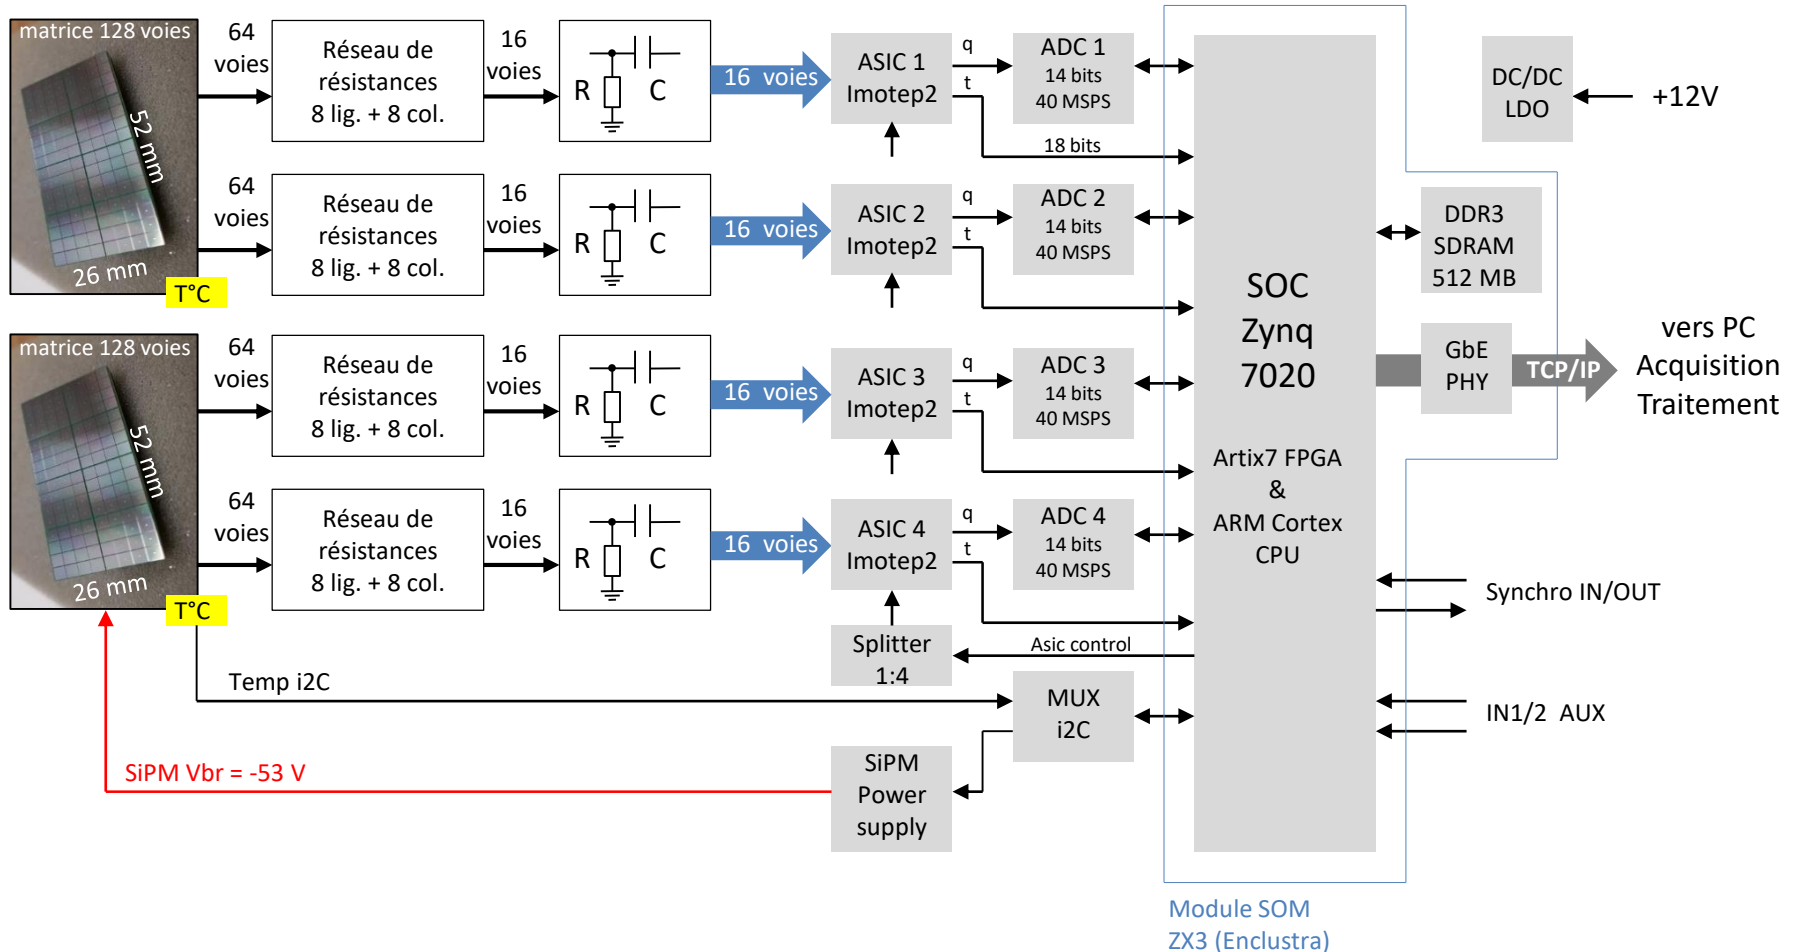 matrice 128 voies
52 mm
26 mm
T°C
64
voies
Réseau de
résistances
8 lig. + 8 col.
16
voies
R
C
16 voies
ASIC 1
Imotep2
q
t
ADC 1
14 bits
40 MSPS
18 bits
64
voies
Réseau de
résistances
8 lig. + 8 col.
16
voies
R
C
16 voies
ASIC 2
Imotep2
q
t
ADC 2
14 bits
40 MSPS
matrice 128 voies
52 mm
26 mm
T°C
64
voies
Réseau de
résistances
8 lig. + 8 col.
16
voies
R
C
16 voies
ASIC 3
Imotep2
q
t
ADC 3
14 bits
40 MSPS
64
voies
Réseau de
résistances
8 lig. + 8 col.
16
voies
R
C
16 voies
ASIC 4
Imotep2
q
t
ADC 4
14 bits
40 MSPS
Splitter
1:4
Asic control
Temp i2C
MUX
i2C
SiPM Vbr = -53 V
SiPM
Power
supply
SOC
Zynq
7020
Artix7 FPGA
&
ARM Cortex
CPU
DC/DC
LDO
+12V
DDR3
SDRAM
512 MB
GbE
PHY
TCP/IP
vers PC
Acquisition
Traitement
Synchro IN/OUT
IN1/2 AUX
Module SOM
ZX3 (Enclustra)